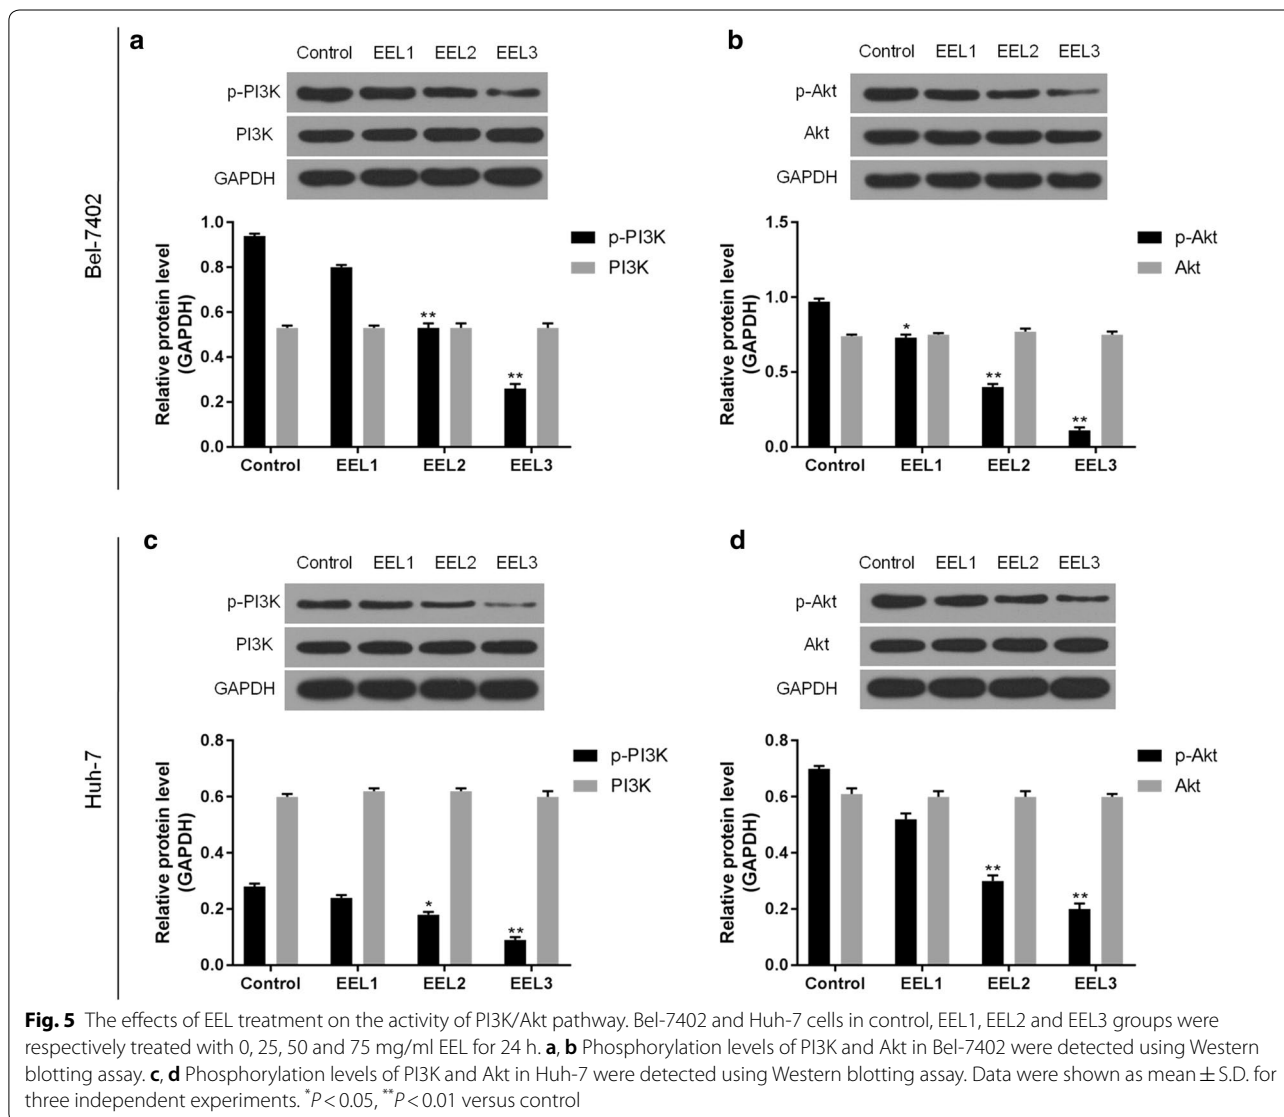 a
Control EEL1 EEL2 EEL3
p-PI3K
PI3K
GAPDH
Bel-7402
Relative protein level
(GAPDH)
1.0
0.8
0.6
0.4
0.2
0.0
p-PI3K
PI3K
**
**
Control EEL1 EEL2 EEL3
b
Control EEL1 EEL2 EEL3
p-Akt
Akt
GAPDH
Relative protein level
(GAPDH)
1.5
1.0
0.5
0.0
p-Akt
Akt
*
**
**
Control EEL1 EEL2 EEL3
c
Control EEL1 EEL2 EEL3
p-PI3K
PI3K
GAPDH
Huh-7
Relative protein level
(GAPDH)
0.8
0.6
0.4
0.2
0.0
p-PI3K
PI3K
*
**
Control EEL1 EEL2 EEL3
d
Control EEL1 EEL2 EEL3
p-Akt
Akt
GAPDH
Relative protein level
(GAPDH)
0.8
0.6
0.4
0.2
0.0
p-Akt
Akt
**
**
Control EEL1 EEL2 EEL3
Fig. 5 The effects of EEL treatment on the activity of PI3K/Akt pathway. Bel-7402 and Huh-7 cells in control, EEL1, EEL2 and EEL3 groups were
respectively treated with 0, 25, 50 and 75 mg/ml EEL for 24 h. a, b Phosphorylation levels of PI3K and Akt in Bel-7402 were detected using Western
blotting assay. c, d Phosphorylation levels of PI3K and Akt in Huh-7 were detected using Western blotting assay. Data were shown as mean ± S.D. for
three independent experiments. *P < 0.05, **P < 0.01 versus control